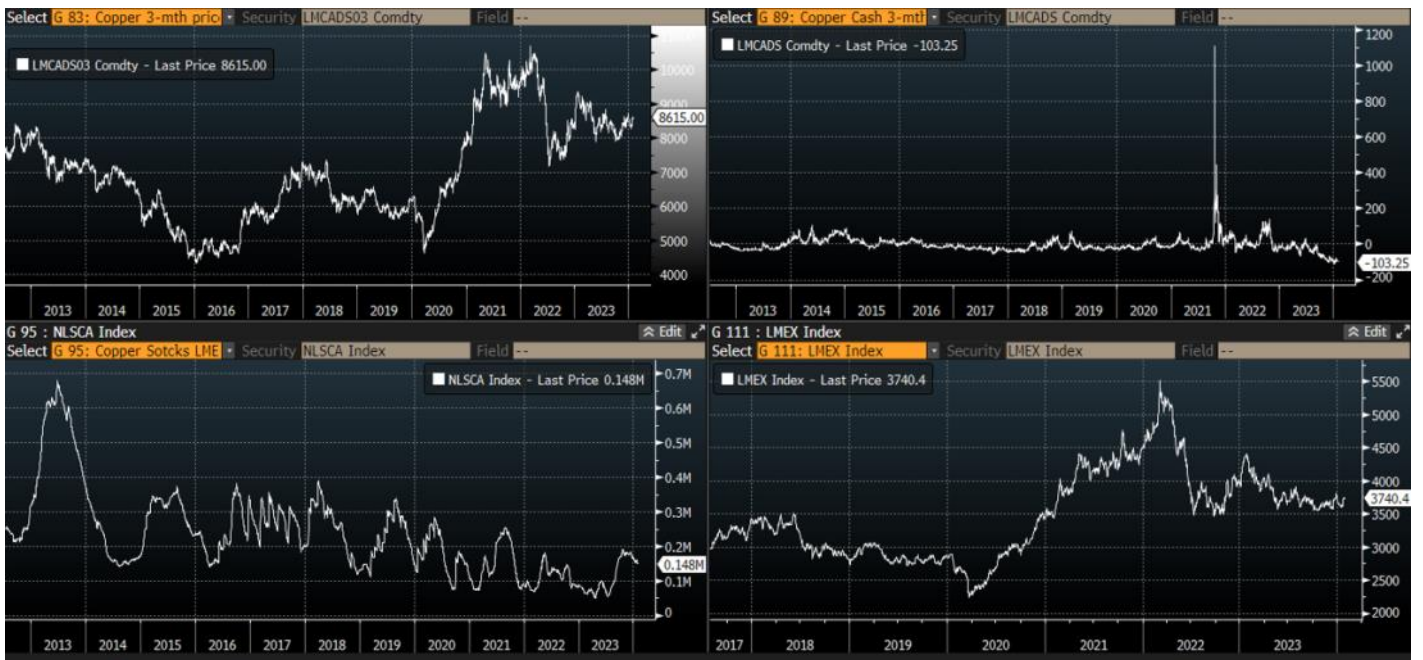 Select G 83: Copper 3-mth pric Security LMCADS03 Comdty Field --
LMCADS03 Comdty - Last Price 8615.00
10000
9000
8615.00
8000
7000
6000
5000
4000
2013 2014 2015 2016 2017 2018 2019 2020 2021 2022 2023
Select G 89: Copper Cash 3-mth Security LMCADS Comdty Field --
LMCADS Comdty - Last Price -103.25
1200
1000
800
600
400
200
0
-103.25
-200
2013 2014 2015 2016 2017 2018 2019 2020 2021 2022 2023
G 95 : NLSCA Index Edit
Select G 95: Copper Sotcks LME Security NLSCA Index Field --
NLSCA Index - Last Price 0.148M
0.7M
0.6M
0.5M
0.4M
0.3M
0.2M
0.148M
0.1M
0
2013 2014 2015 2016 2017 2018 2019 2020 2021 2022 2023
G 111 : LMEX Index Edit
Select G 111: LMEX Index Security LMEX Index Field --
LMEX Index - Last Price 3740.4
5500
5000
4500
4000
3740.4
3500
3000
2500
2000
2017 2018 2019 2020 2021 2022 2023